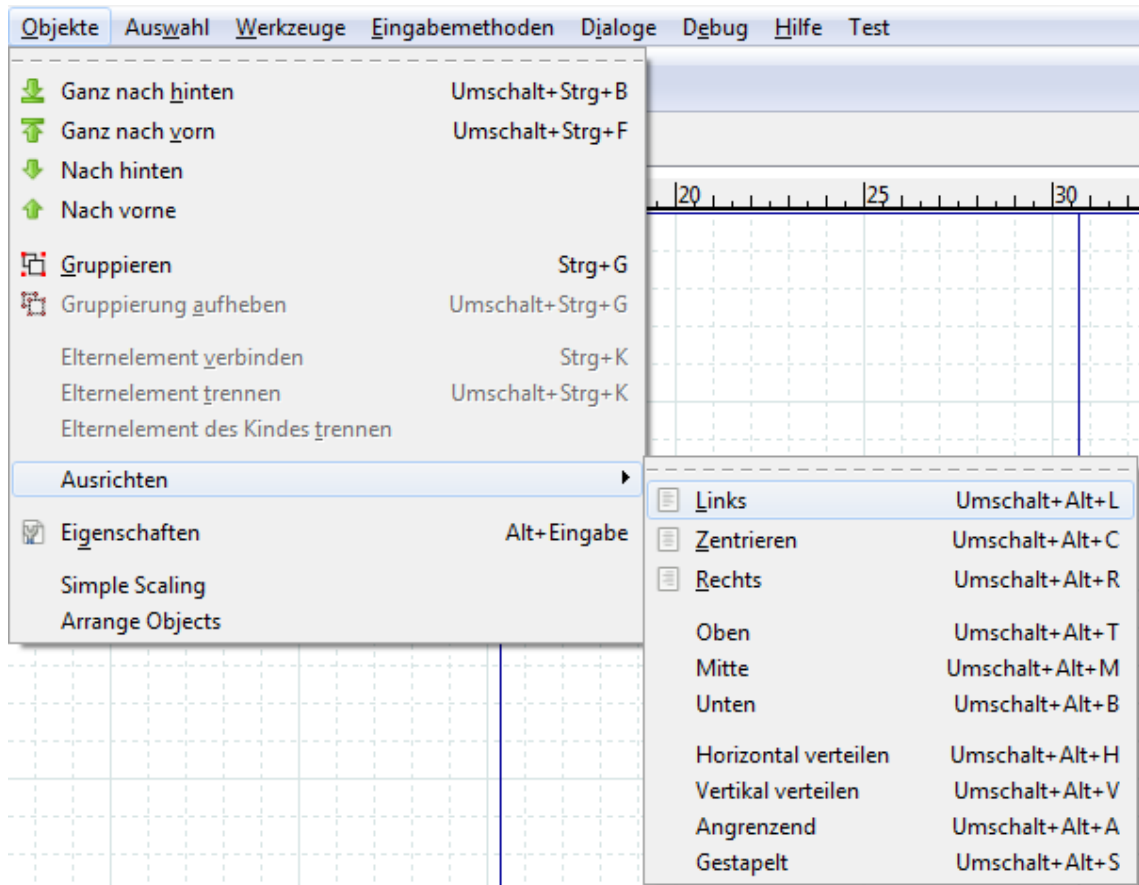 Objekte Auswahl Werkzeuge Eingabemethoden Dialoge Debug Hilfe Test
Ganz nach hinten Umschalt+Strg+B
Ganz nach vorn Umschalt+Strg+F
Nach hinten
Nach vorne
20 25 30
Gruppieren Strg+G
Gruppierung aufheben Umschalt+Strg+G
Elternelement verbinden Strg+K
Elternelement trennen Umschalt+Strg+K
Elternelement des Kindes trennen
Ausrichten
Eigenschaften Alt+Eingabe
Simple Scaling
Arrange Objects
Links Umschalt+Alt+L
Zentrieren Umschalt+Alt+C
Rechts Umschalt+Alt+R
Oben Umschalt+Alt+T
Mitte Umschalt+Alt+M
Unten Umschalt+Alt+B
Horizontal verteilen Umschalt+Alt+H
Vertikal verteilen Umschalt+Alt+V
Angrenzend Umschalt+Alt+A
Gestapelt Umschalt+Alt+S